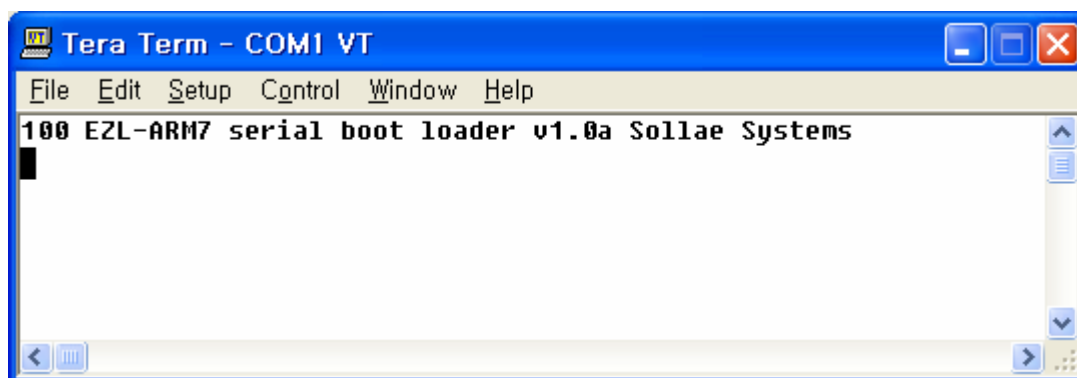 Tera Term - COM1 VT
File Edit Setup Control Window Help
100 EZL-ARM7 serial boot loader v1.0a Sollae Systems